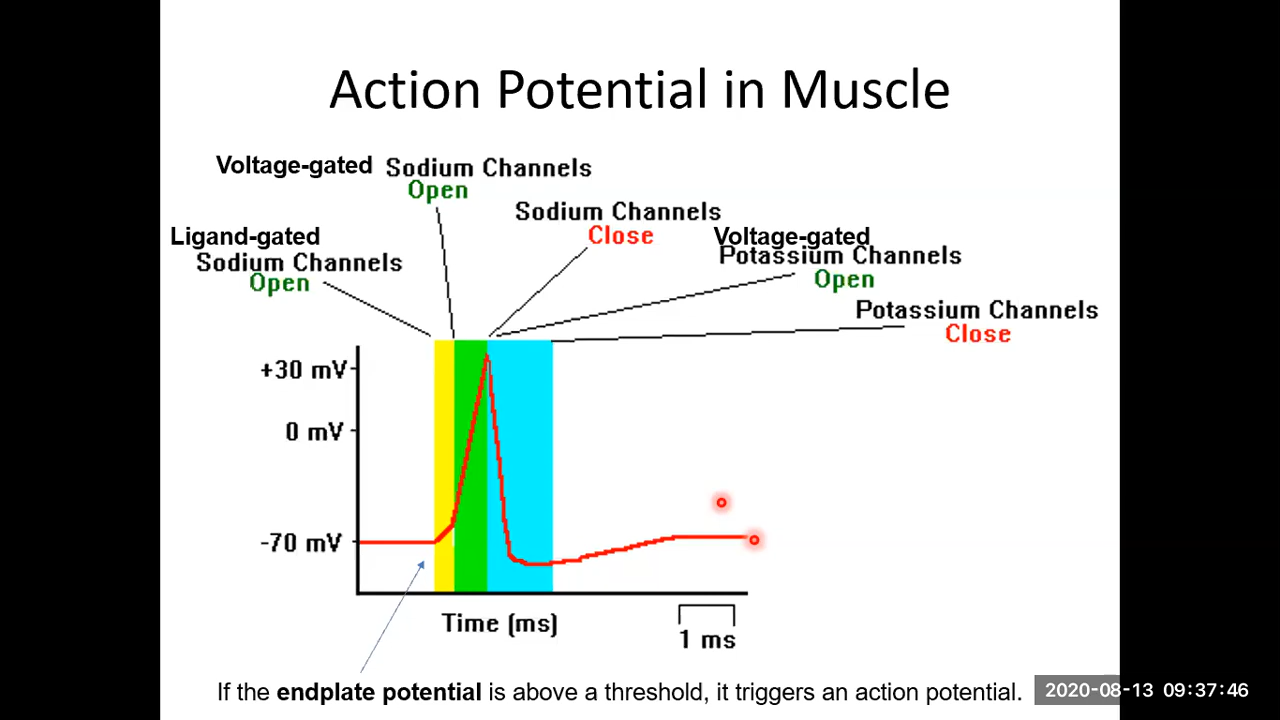 Action Potential in Muscle
Voltage-gated Sodium Channels
Open
Sodium Channels
Close
Ligand-gated
Sodium Channels
Open
Voltage-gated
Potassium Channels
Open
Potassium Channels
Close
+30 mV
0 mV
-70 mV
Time (ms)
1 ms
If the endplate potential is above a threshold, it triggers an action potential.
2020-08-13 09:37:46